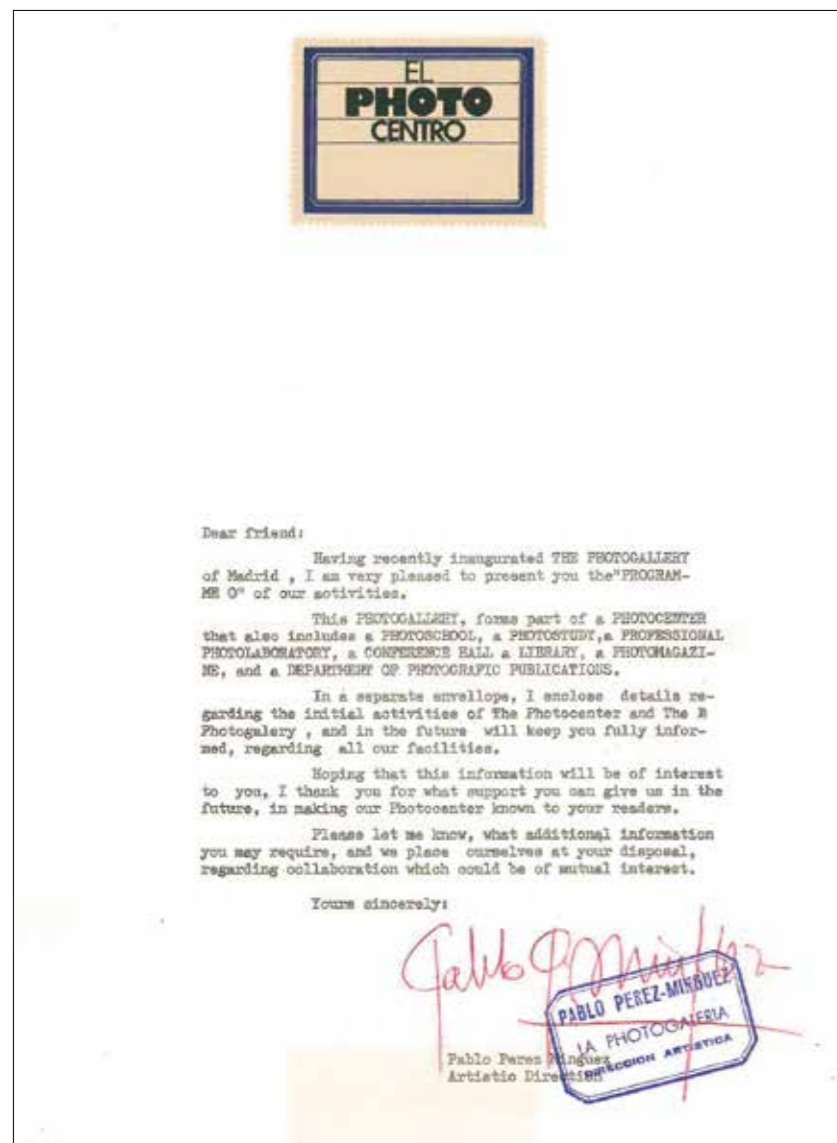 EL
PHOTO
CENTRO
Dear friend:
Having recently inaugurated THE PHOTOGALLERY
of Madrid , I am very pleased to present you the"PROGRAM-
ME O" of our activities.
This PHOTOGALLERY, forms part of a PHOTOCENTER
that also includes a PHOTOSCHOOL, a PHOTOSTUDY,a PROFESSIONAL
PHOTOLABORATORY, a CONFERENCE HALL a LIBRARY, a PHOTOMAGAZI-
NE, and a DEPARTMENT OF PHOTOGRAFIC PUBLICATIONS.
In a separate envellope, I enclose details re-
garding the initial activities of The Photocenter and The
Photogalery , and in the future will keep you fully infor-
med, regarding all our facilities.
Hoping that this information will be of interest
to you, I thank you for what support you can give us in the
future, in making our Photocenter known to your readers.
Please let me know, what additional information
you may require, and we place ourselves at your disposal,
regarding collaboration which could be of mutual interest.
Yours sincerely:
Pablo P. Minguez
PABLO PEREZ-MINGUEZ
LA PHOTOGALERIA
DIRECCION ARTISTICA
Pablo Perez Minguez
Artistic Direction